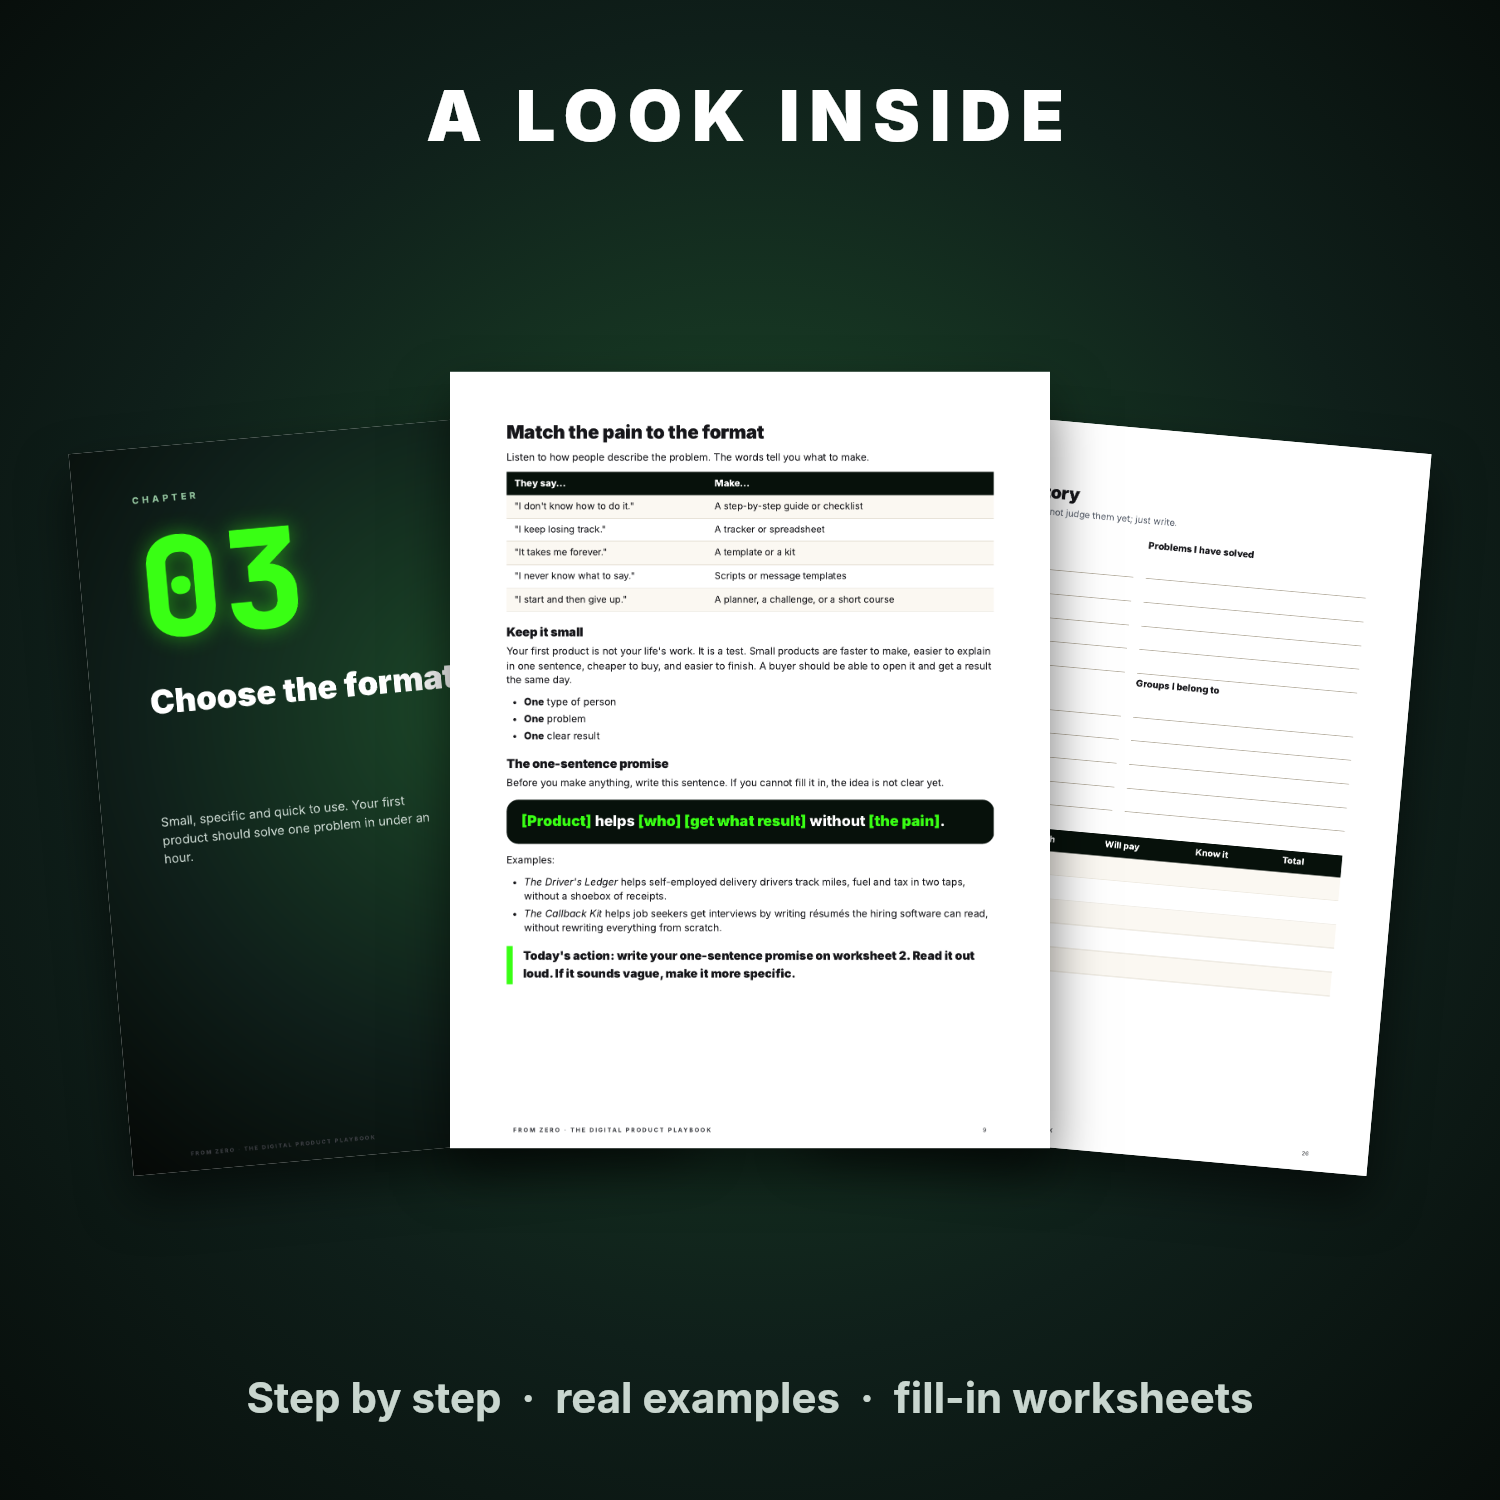 A LOOK INSIDE
CHAPTER
03
Choose the format
Small, specific and quick to use. Your first
product should solve one problem in under an
hour.
FROM ZERO · THE DIGITAL PRODUCT PLAYBOOK
Match the pain to the format
Listen to how people describe the problem. The words tell you what to make.
They say... Make...
"I don't know how to do it." A step-by-step guide or checklist
"I keep losing track." A tracker or spreadsheet
"It takes me forever." A template or a kit
"I never know what to say." Scripts or message templates
"I start and then give up." A planner, a challenge, or a short course
Keep it small
Your first product is not your life's work. It is a test. Small products are faster to make, easier to explain
in one sentence, cheaper to buy, and easier to finish. A buyer should be able to open it and get a result
the same day.
• One type of person
• One problem
• One clear result
The one-sentence promise
Before you make anything, write this sentence. If you cannot fill it in, the idea is not clear yet.
[Product] helps [who] [get what result] without [the pain].
Examples:
• The Driver's Ledger helps self-employed delivery drivers track miles, fuel and tax in two taps,
without a shoebox of receipts.
• The Callback Kit helps job seekers get interviews by writing résumés the hiring software can read,
without rewriting everything from scratch.
Today's action: write your one-sentence promise on worksheet 2. Read it out
loud. If it sounds vague, make it more specific.
FROM ZERO · THE DIGITAL PRODUCT PLAYBOOK 9
ory
not judge them yet; just write.
Problems I have solved
Groups I belong to
h Will pay Know it Total
K 26
Step by step · real examples · fill-in worksheets